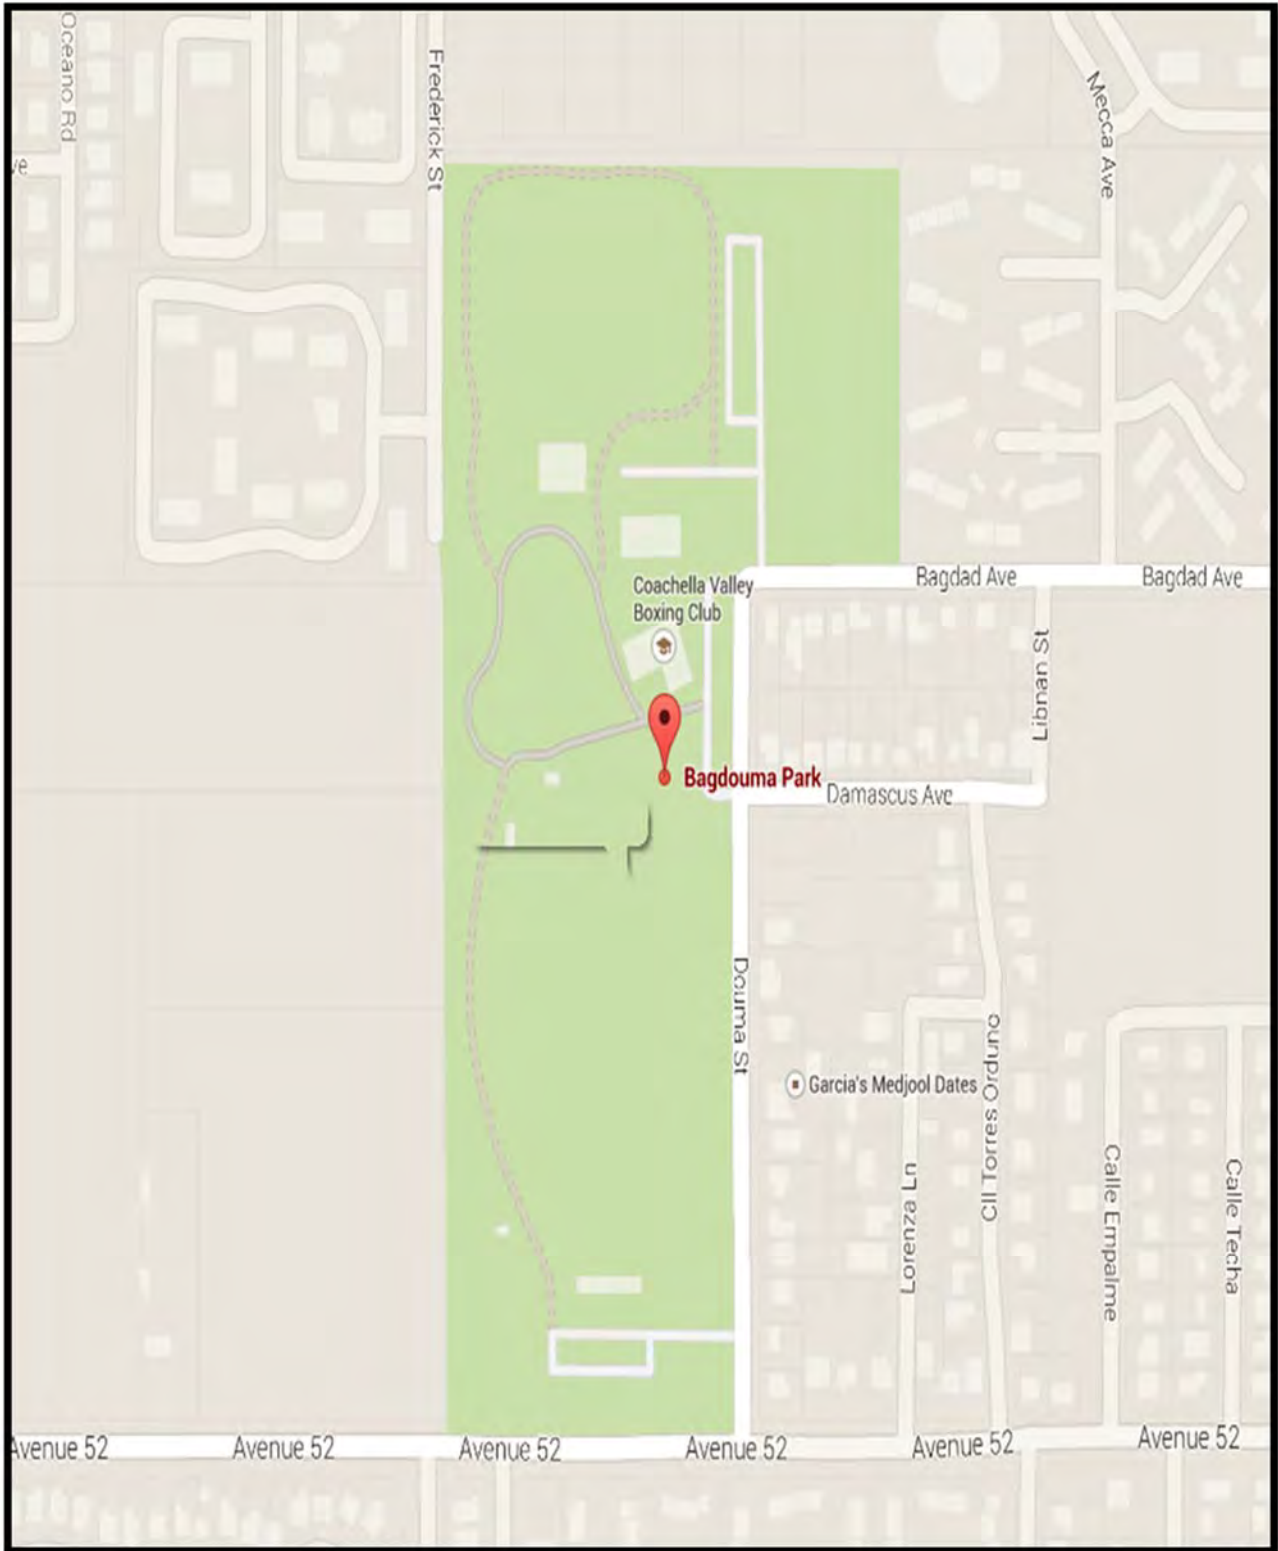 Oceano Rd
ve
Frederick St
Mecca Ave
Bagdad Ave
Bagdad Ave
Coachella Valley
Boxing Club
Libnan St
Bagdouma Park
Damascus Ave
Douma St
Garcia's Medjool Dates
Cll Torres Orduno
Lorenza Ln
Calle Empalme
Calle Techa
Avenue 52
Avenue 52
Avenue 52
Avenue 52
Avenue 52
Avenue 52